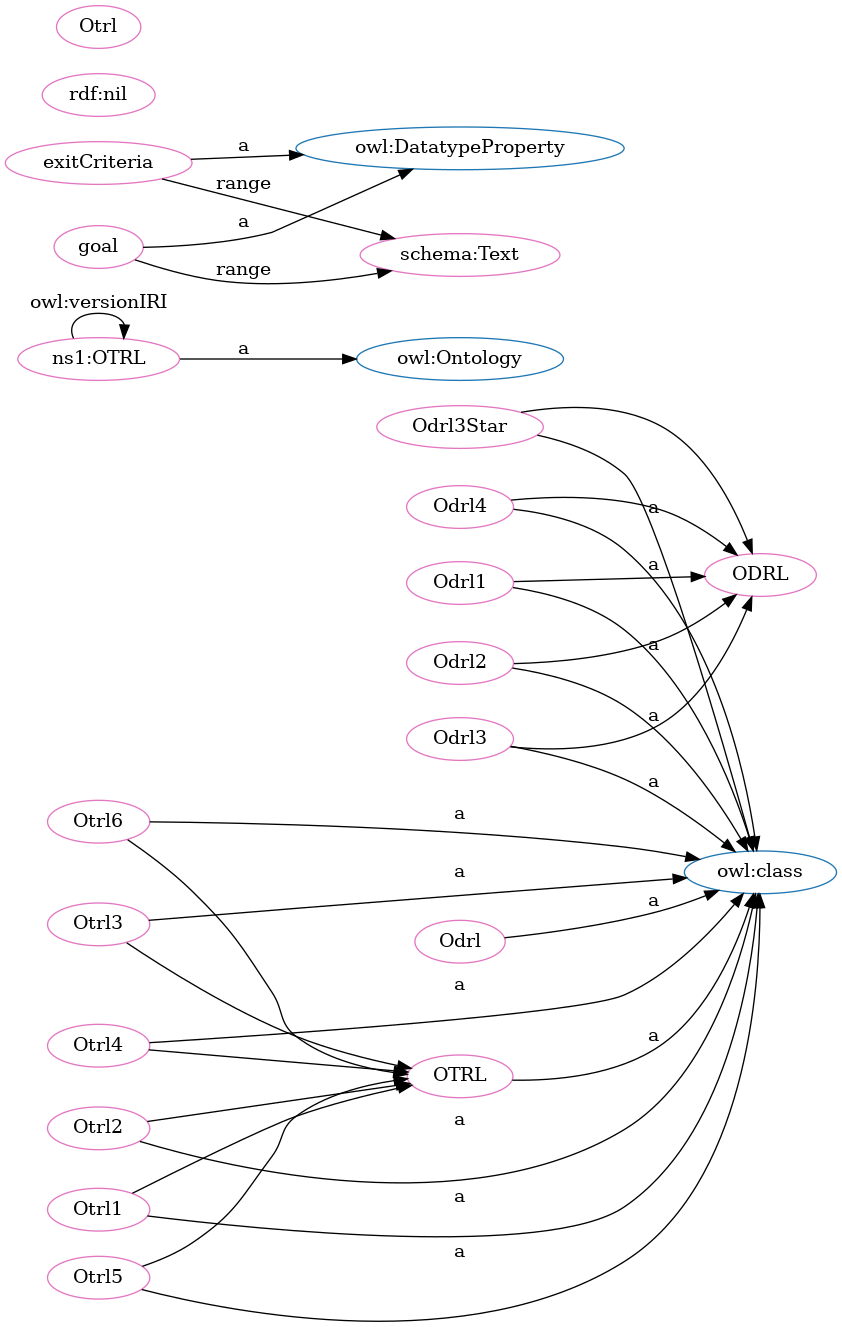 Otrl
rdf:nil
exitCriteria
a
owl:DatatypeProperty
range
a
goal
schema:Text
range
owl:versionIRI
ns1:OTRL
a
owl:Ontology
Odrl3Star
Odrl4
a
a
ODRL
Odrl1
a
Odrl2
a
Odrl3
a
Otrl6
a
a
owl:class
Otrl3
a
Odrl
a
Otrl4
a
OTRL
a
Otrl2
a
Otrl1
a
Otrl5